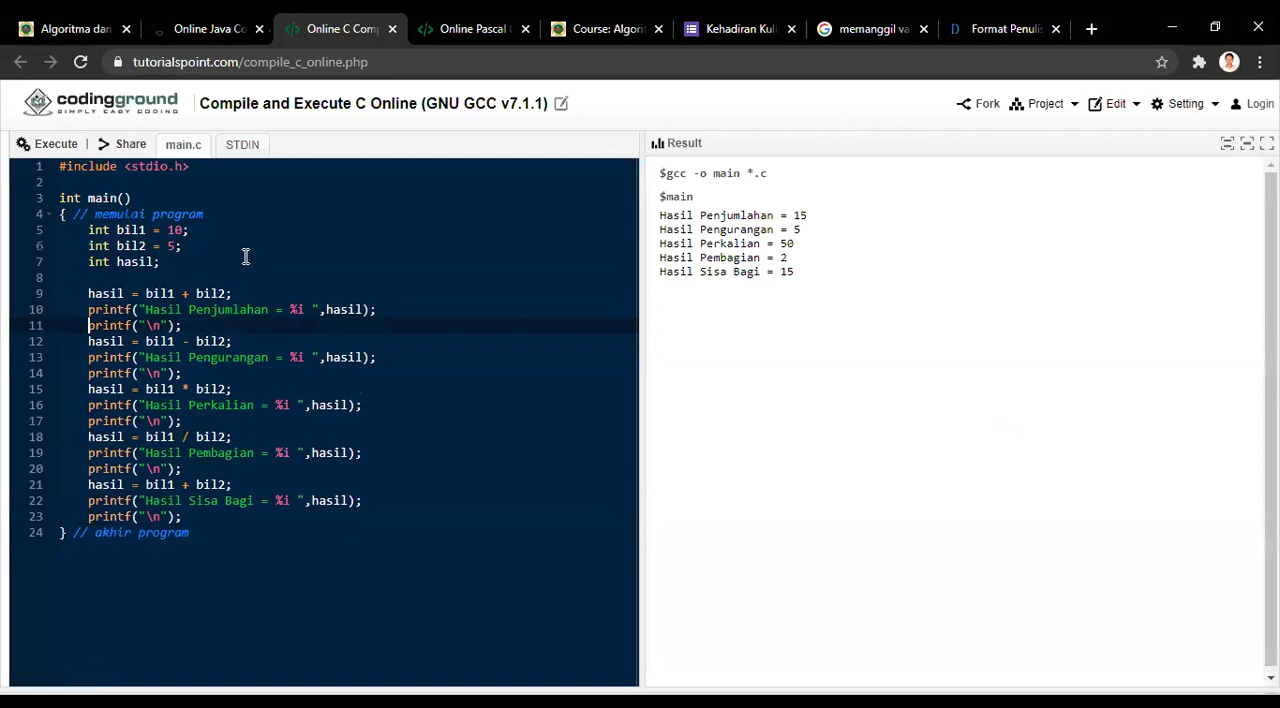 Algoritma dan
Online Java Co
Online C Comp
Online Pascal C
Course: Algorit
Kehadiran Kuli
memanggil va
Format Penulis
tutorialspoint.com/compile_c_online.php
codingground
SIMPLY EASY CODING
Compile and Execute C Online (GNU GCC v7.1.1)
Fork
Project
Edit
Setting
Login
Execute
Share
main.c
STDIN
1 #include <stdio.h>
2
3 int main()
4 { // memulai program
5     int bil1 = 10;
6     int bil2 = 5;
7     int hasil;
8
9     hasil = bil1 + bil2;
10     printf("Hasil Penjumlahan = %i ",hasil);
11     printf("\n");
12     hasil = bil1 - bil2;
13     printf("Hasil Pengurangan = %i ",hasil);
14     printf("\n");
15     hasil = bil1 * bil2;
16     printf("Hasil Perkalian = %i ",hasil);
17     printf("\n");
18     hasil = bil1 / bil2;
19     printf("Hasil Pembagian = %i ",hasil);
20     printf("\n");
21     hasil = bil1 + bil2;
22     printf("Hasil Sisa Bagi = %i ",hasil);
23     printf("\n");
24 } // akhir program
Result
$gcc -o main *.c
$main
Hasil Penjumlahan = 15
Hasil Pengurangan = 5
Hasil Perkalian = 50
Hasil Pembagian = 2
Hasil Sisa Bagi = 15